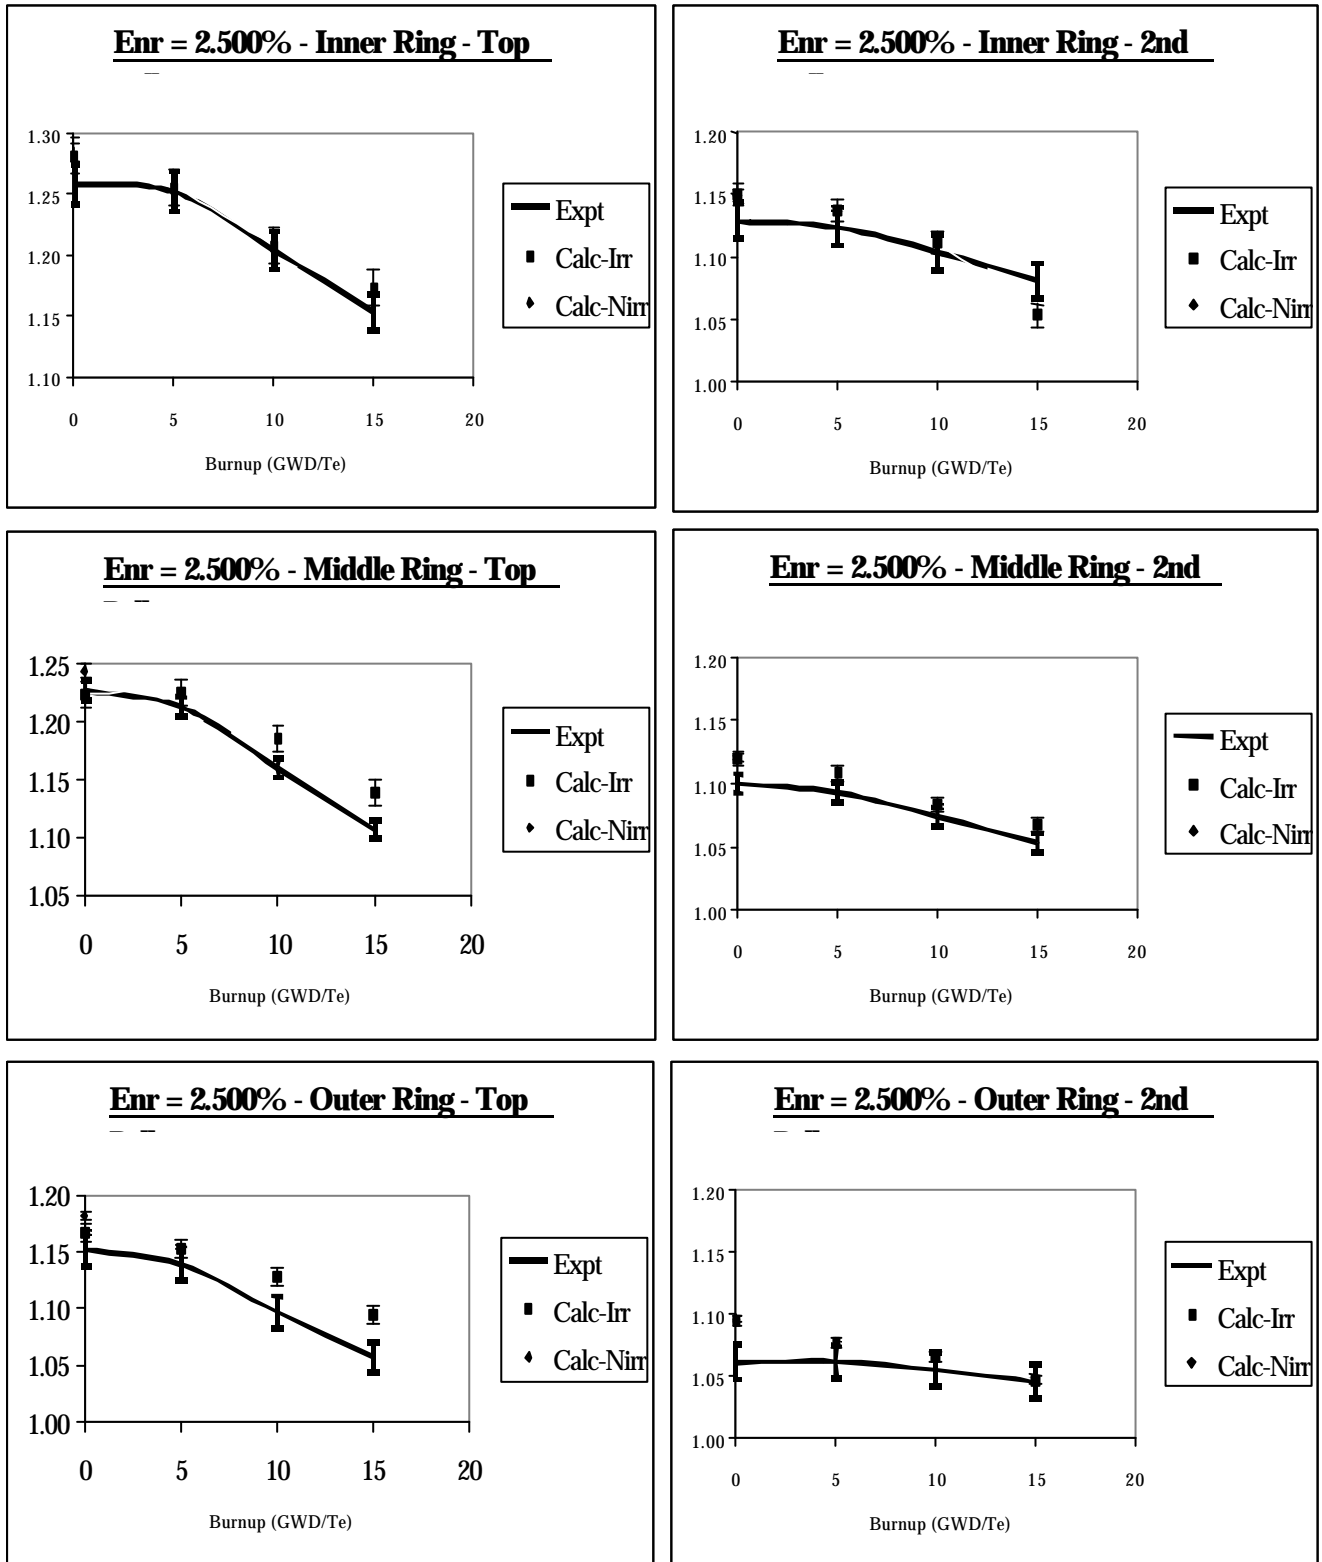 Enr = 2.500% - Inner Ring - Top
1.30
1.25
1.20
1.15
1.10
0 5 10 15 20
Burnup (GWD/Te)
Expt
Calc-Irr
Calc-Nirr
Enr = 2.500% - Inner Ring - 2nd
1.20
1.15
1.10
1.05
1.00
0 5 10 15 20
Burnup (GWD/Te)
Expt
Calc-Irr
Calc-Nirr
Enr = 2.500% - Middle Ring - Top
1.25
1.20
1.15
1.10
1.05
0 5 10 15 20
Burnup (GWD/Te)
Expt
Calc-Irr
Calc-Nirr
Enr = 2.500% - Middle Ring - 2nd
1.20
1.15
1.10
1.05
1.00
0 5 10 15 20
Burnup (GWD/Te)
Expt
Calc-Irr
Calc-Nirr
Enr = 2.500% - Outer Ring - Top
1.20
1.15
1.10
1.05
1.00
0 5 10 15 20
Burnup (GWD/Te)
Expt
Calc-Irr
Calc-Nirr
Enr = 2.500% - Outer Ring - 2nd
1.20
1.15
1.10
1.05
1.00
0 5 10 15 20
Burnup (GWD/Te)
Expt
Calc-Irr
Calc-Nirr